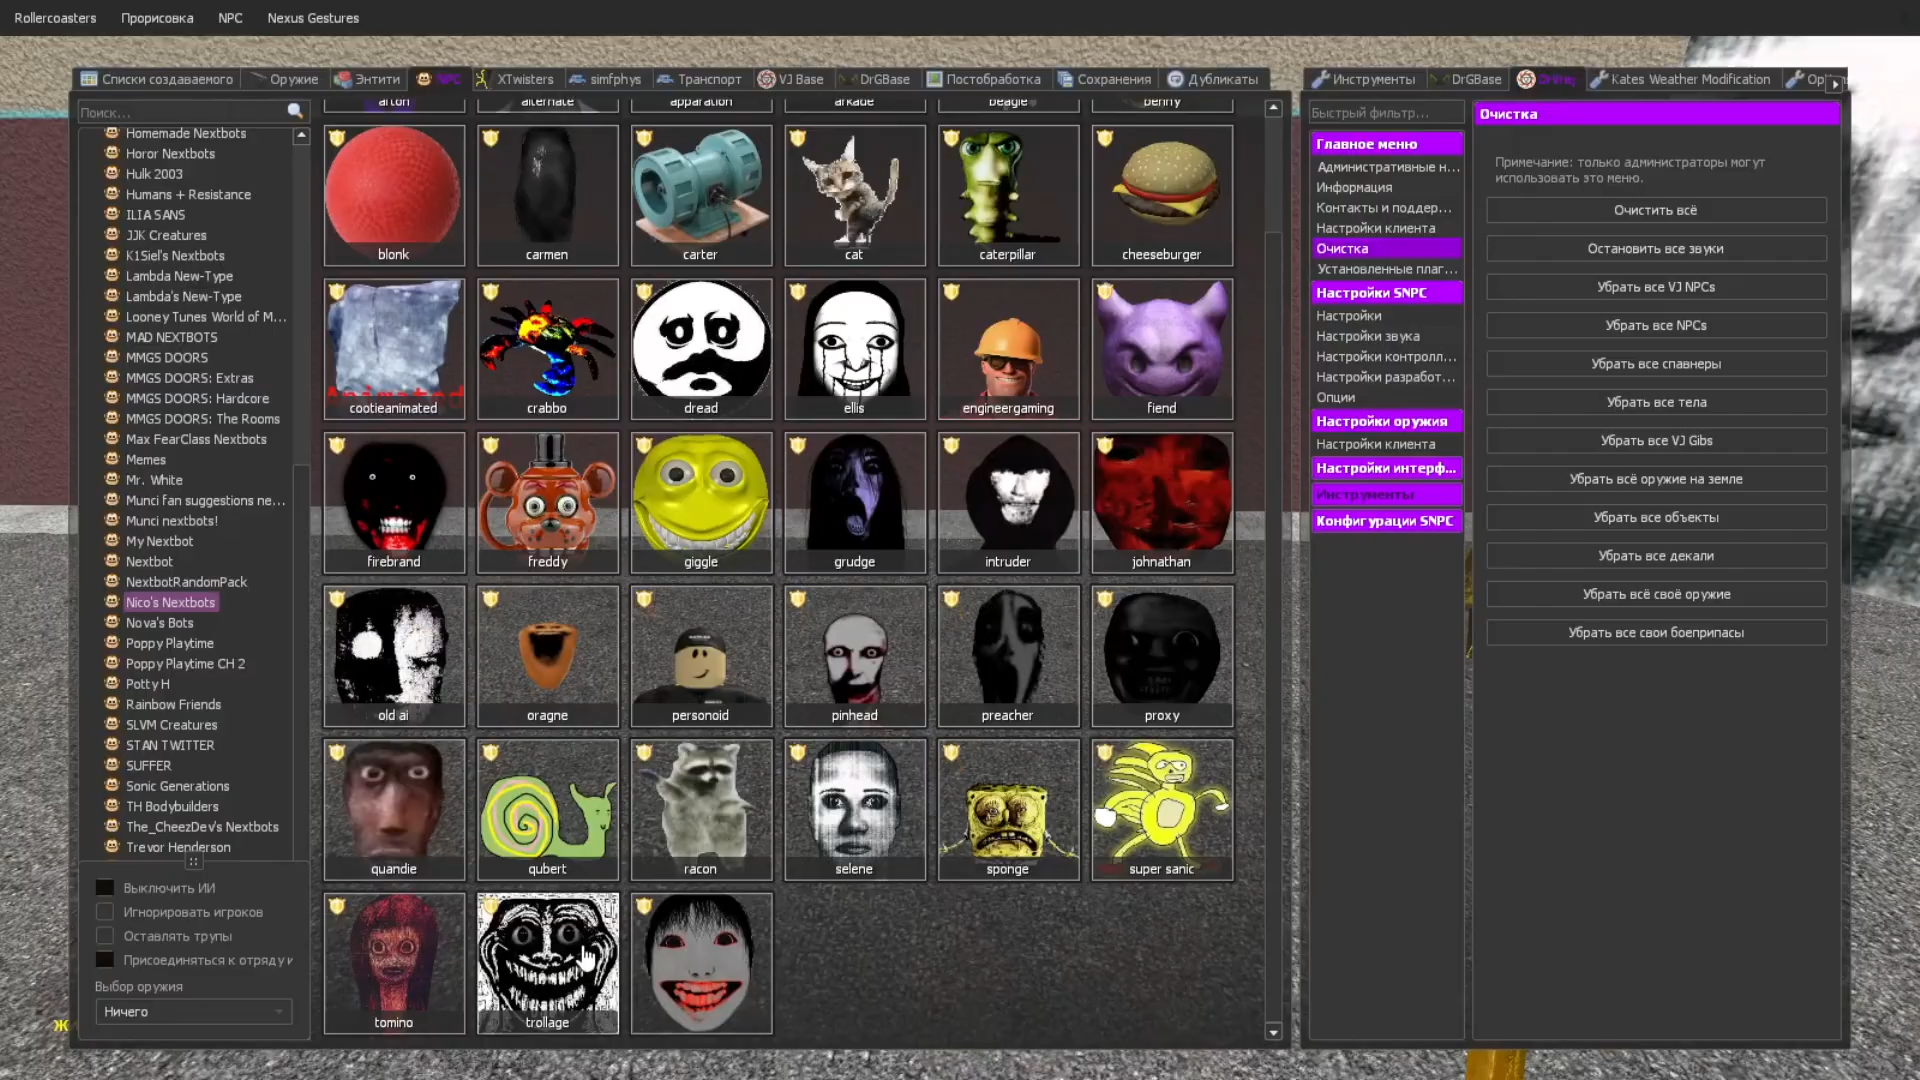 Rollercoasters
Прорисовка
NPC
Nexus Gestures
Списки создаваемого
Оружие
Энтити
NPC
XTwisters
simfphys
Транспорт
VJ Base
DrGBase
Постобработка
Сохранения
Дубликаты
Поиск...
Homemade Nextbots
Horor Nextbots
Hulk 2003
Humans + Resistance
ILIA SANS
JJK Creatures
K1Siel's Nextbots
Lambda New-Type
Lambda's New-Type
Looney Tunes World of M...
MAD NEXTBOTS
MMGS DOORS
MMGS DOORS: Extras
MMGS DOORS: Hardcore
MMGS DOORS: The Rooms
Max FearClass Nextbots
Memes
Mr. White
Munci fan suggestions ne...
Munci nextbots!
My Nextbot
Nextbot
NextbotRandomPack
Nico's Nextbots
Nova's Bots
Poppy Playtime
Poppy Playtime CH 2
Potty H
Rainbow Friends
SLVM Creatures
STAN TWITTER
SUFFER
Sonic Generations
TH Bodybuilders
The_CheezDev's Nextbots
Trevor Henderson
Выключить ИИ
Игнорировать игроков
Оставлять трупы
Присоединяться к отряду и
Выбор оружия
Ничего
alternate
apparation
arkade
beagle
blonk
carmen
carter
cat
caterpillar
cheeseburger
cootieanimated
crabbo
dread
ellis
engineergaming
fiend
firebrand
freddy
giggle
grudge
intruder
johnathan
old ai
oragne
personoid
pinhead
preacher
proxy
quandie
qubert
racon
selene
sponge
super sanic
tomino
trollage
Инструменты
DrGBase
Kates Weather Modification
Быстрый фильтр...
Главное меню
Административные н...
Информация
Контакты и поддер...
Настройки клиента
Очистка
Установленные плаг...
Настройки SNPC
Настройки
Настройки звука
Настройки контролл...
Настройки разработ...
Опции
Настройки оружия
Настройки клиента
Настройки интерф...
Инструменты
Конфигурации SNPC
Очистка
Примечание: только администраторы могут
использовать это меню.
Очистить всё
Остановить все звуки
Убрать все VJ NPCs
Убрать все NPCs
Убрать все спавнеры
Убрать все тела
Убрать все VJ Gibs
Убрать всё оружие на земле
Убрать все объекты
Убрать все декали
Убрать всё своё оружие
Убрать все свои боеприпасы
Ж